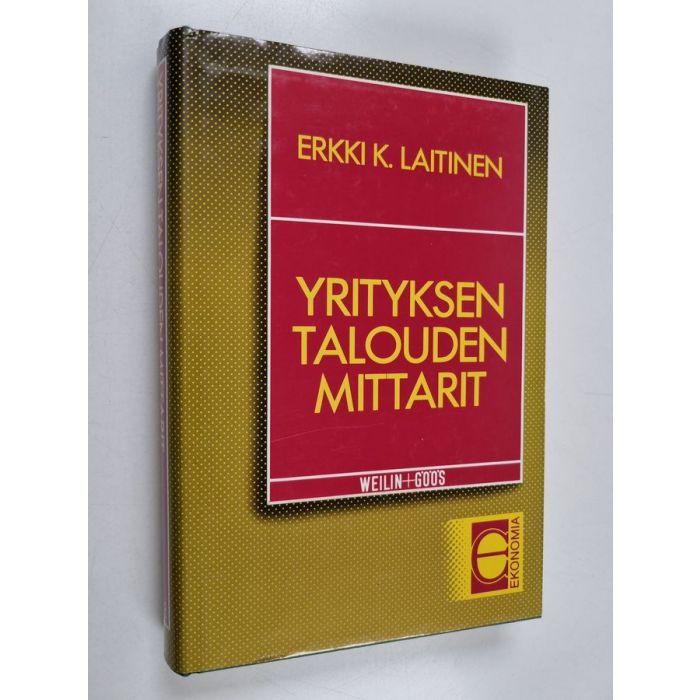 ERKKI K. LAITINEN
YRITYKSEN
TALOUDEN
MITTARIT
WEILIN+GÖÖS
e
EKONOMIA
YRITYKSEN TALOUDEN MITTARIT